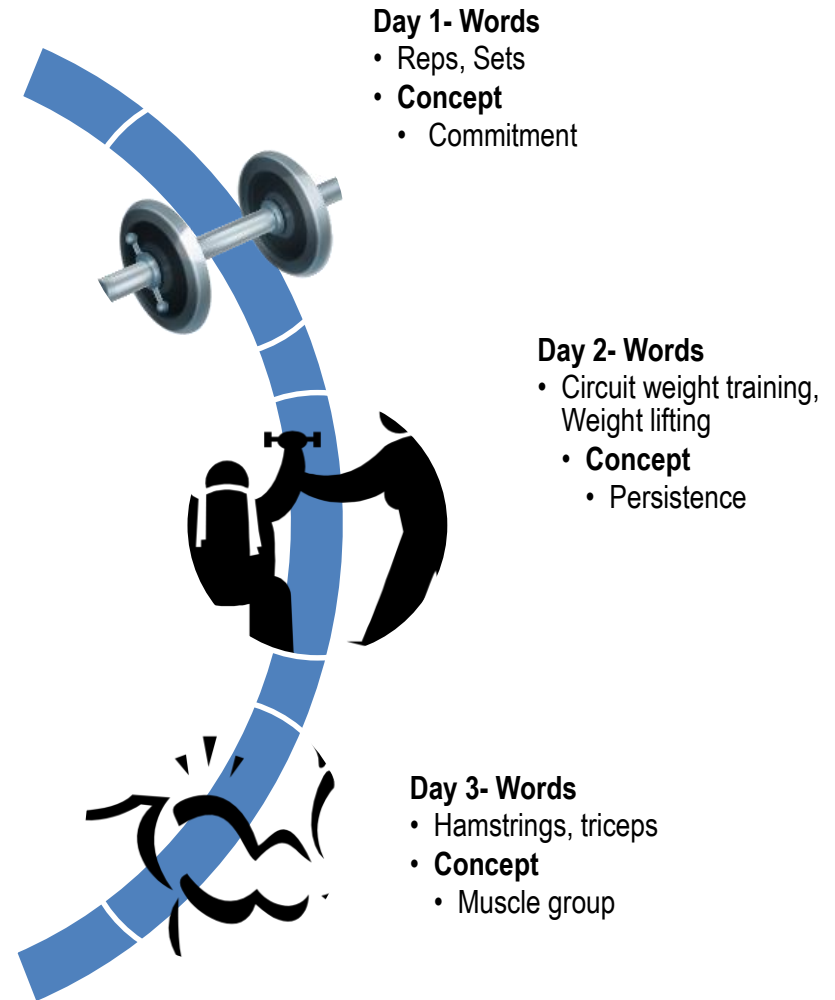 Day 1- Words
• Reps, Sets
• Concept
• Commitment
Day 2- Words
• Circuit weight training,
Weight lifting
• Concept
• Persistence
Day 3- Words
• Hamstrings, triceps
• Concept
• Muscle group